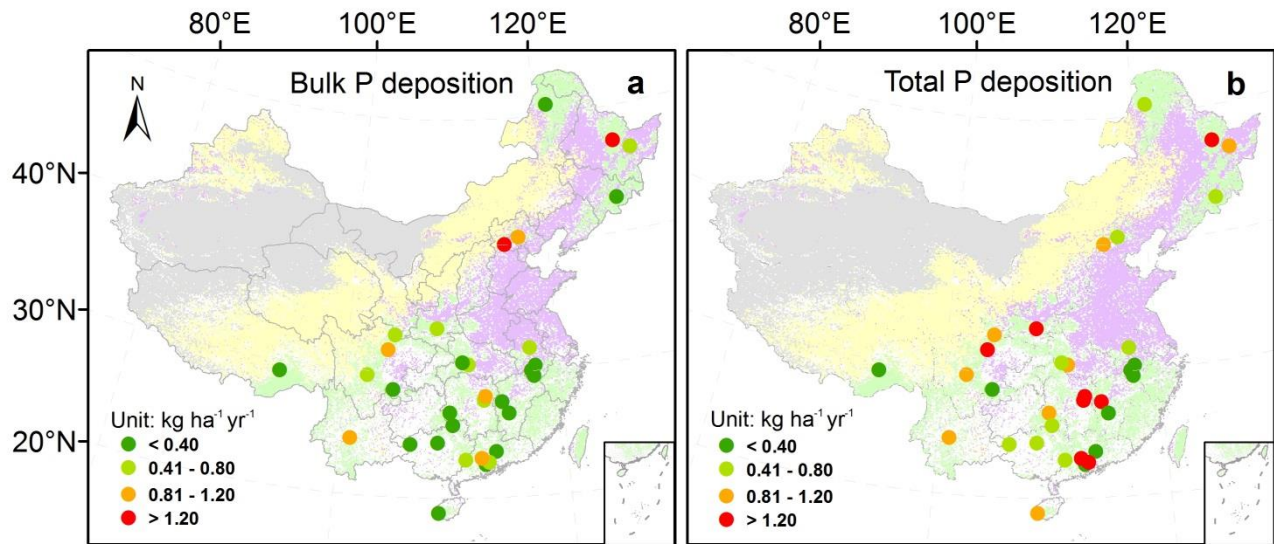 80°E 100°E 120°E 80°E 100°E 120°E
N Bulk P deposition a Total P deposition b
40°N
30°N
20°N
Unit: kg ha⁻¹ yr⁻¹
< 0.40
0.41 - 0.80
0.81 - 1.20
> 1.20
Unit: kg ha⁻¹ yr⁻¹
< 0.40
0.41 - 0.80
0.81 - 1.20
> 1.20